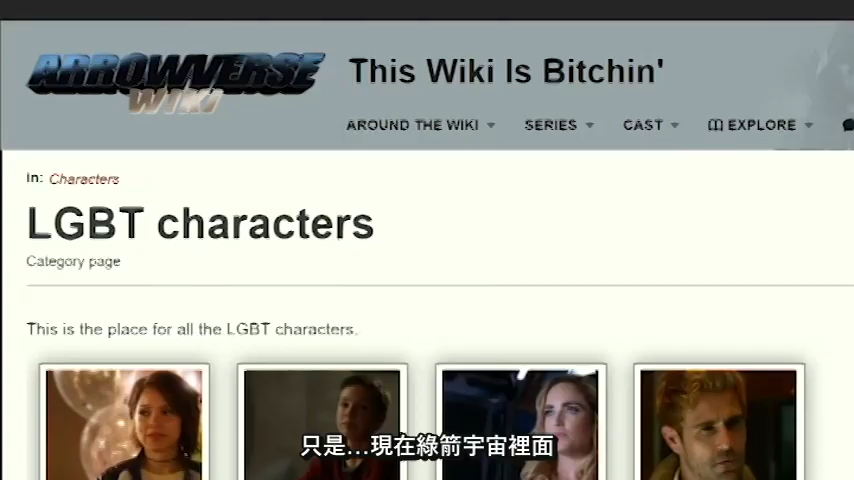 ARROWVERSE
WIKI
This Wiki Is Bitchin'
AROUND THE WIKI SERIES CAST EXPLORE
In: Characters
LGBT characters
Category page
This is the place for all the LGBT characters.
只是...現在綠箭宇宙裡面